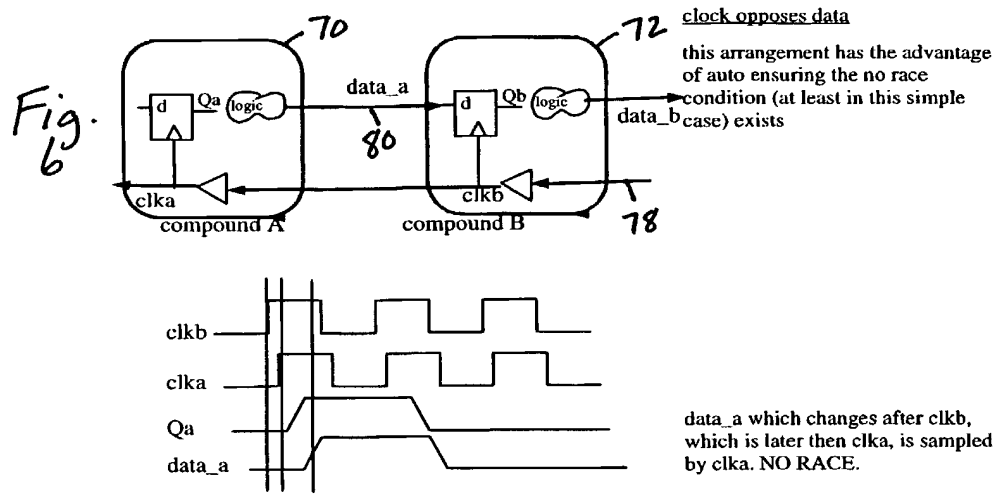 Fig.
6
70
72
clock opposes data
this arrangement has the advantage
of auto ensuring the no race
condition (at least in this simple
case) exists
d
Qa
logic
data_a
80
d
Qb
logic
data_b
clka
clkb
78
compound A
compound B
clkb
clka
Qa
data_a
data_a which changes after clkb,
which is later then clka, is sampled
by clka. NO RACE.